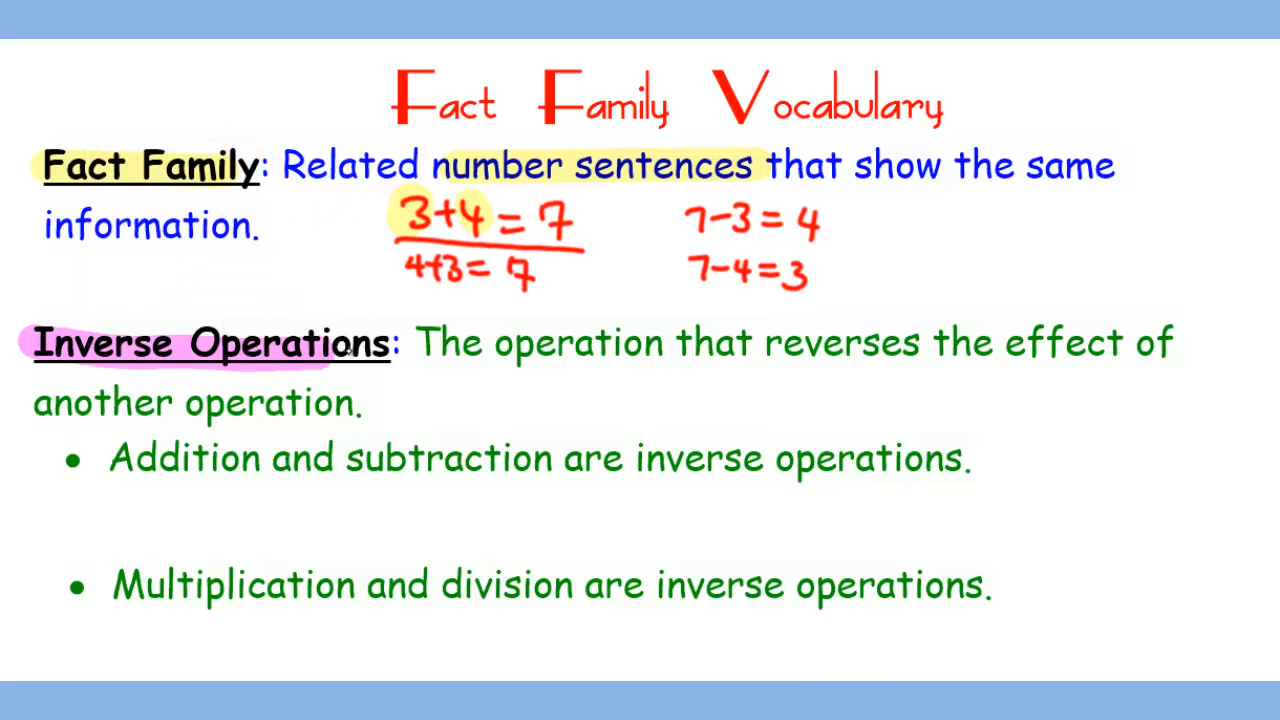 Fact Family Vocabulary
Fact Family: Related number sentences that show the same
information.
3+4=7 7-3=4
4+3=7 7-4=3
Inverse Operations: The operation that reverses the effect of
another operation.
• Addition and subtraction are inverse operations.
• Multiplication and division are inverse operations.